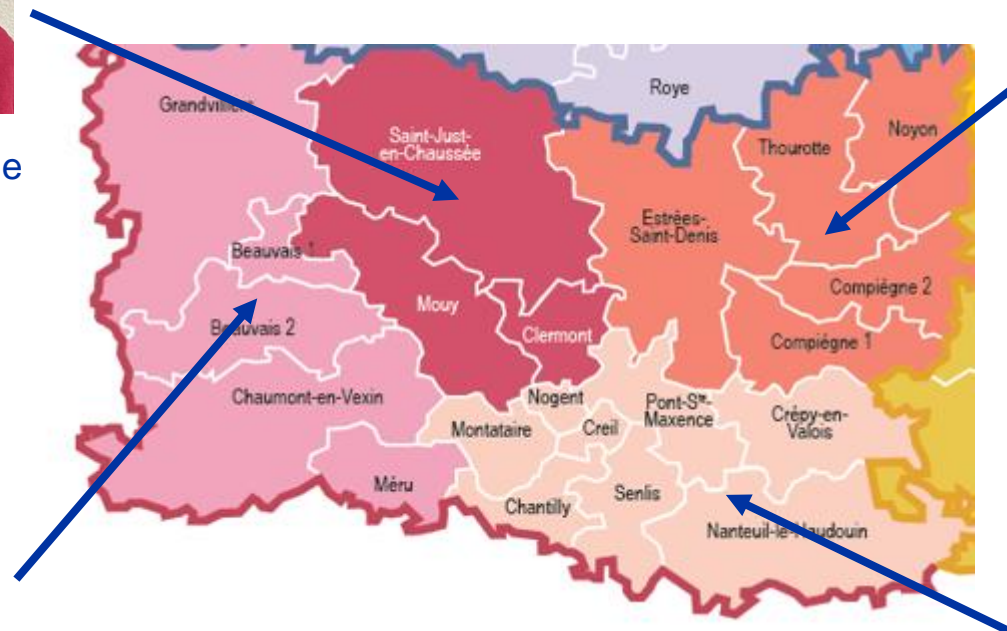 Roye
Grandvilliers
Saint-Just-
en-Chaussée
Noyon
Thourotte
e
Estrées-
Saint-Denis
Beauvais 1
Compiègne 2
Mouy
Beauvais 2
Clermont
Compiègne 1
Chaumont-en-Vexin
Nogent
Pont-Ste-
Maxence
Crépy-en-
Valois
Montataire
Creil
Méru
Senlis
Chantilly
Nanteuil-le-Haudouin